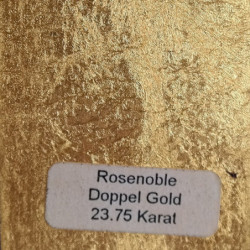 Rosenoble
Doppel Gold
23.75 Karat